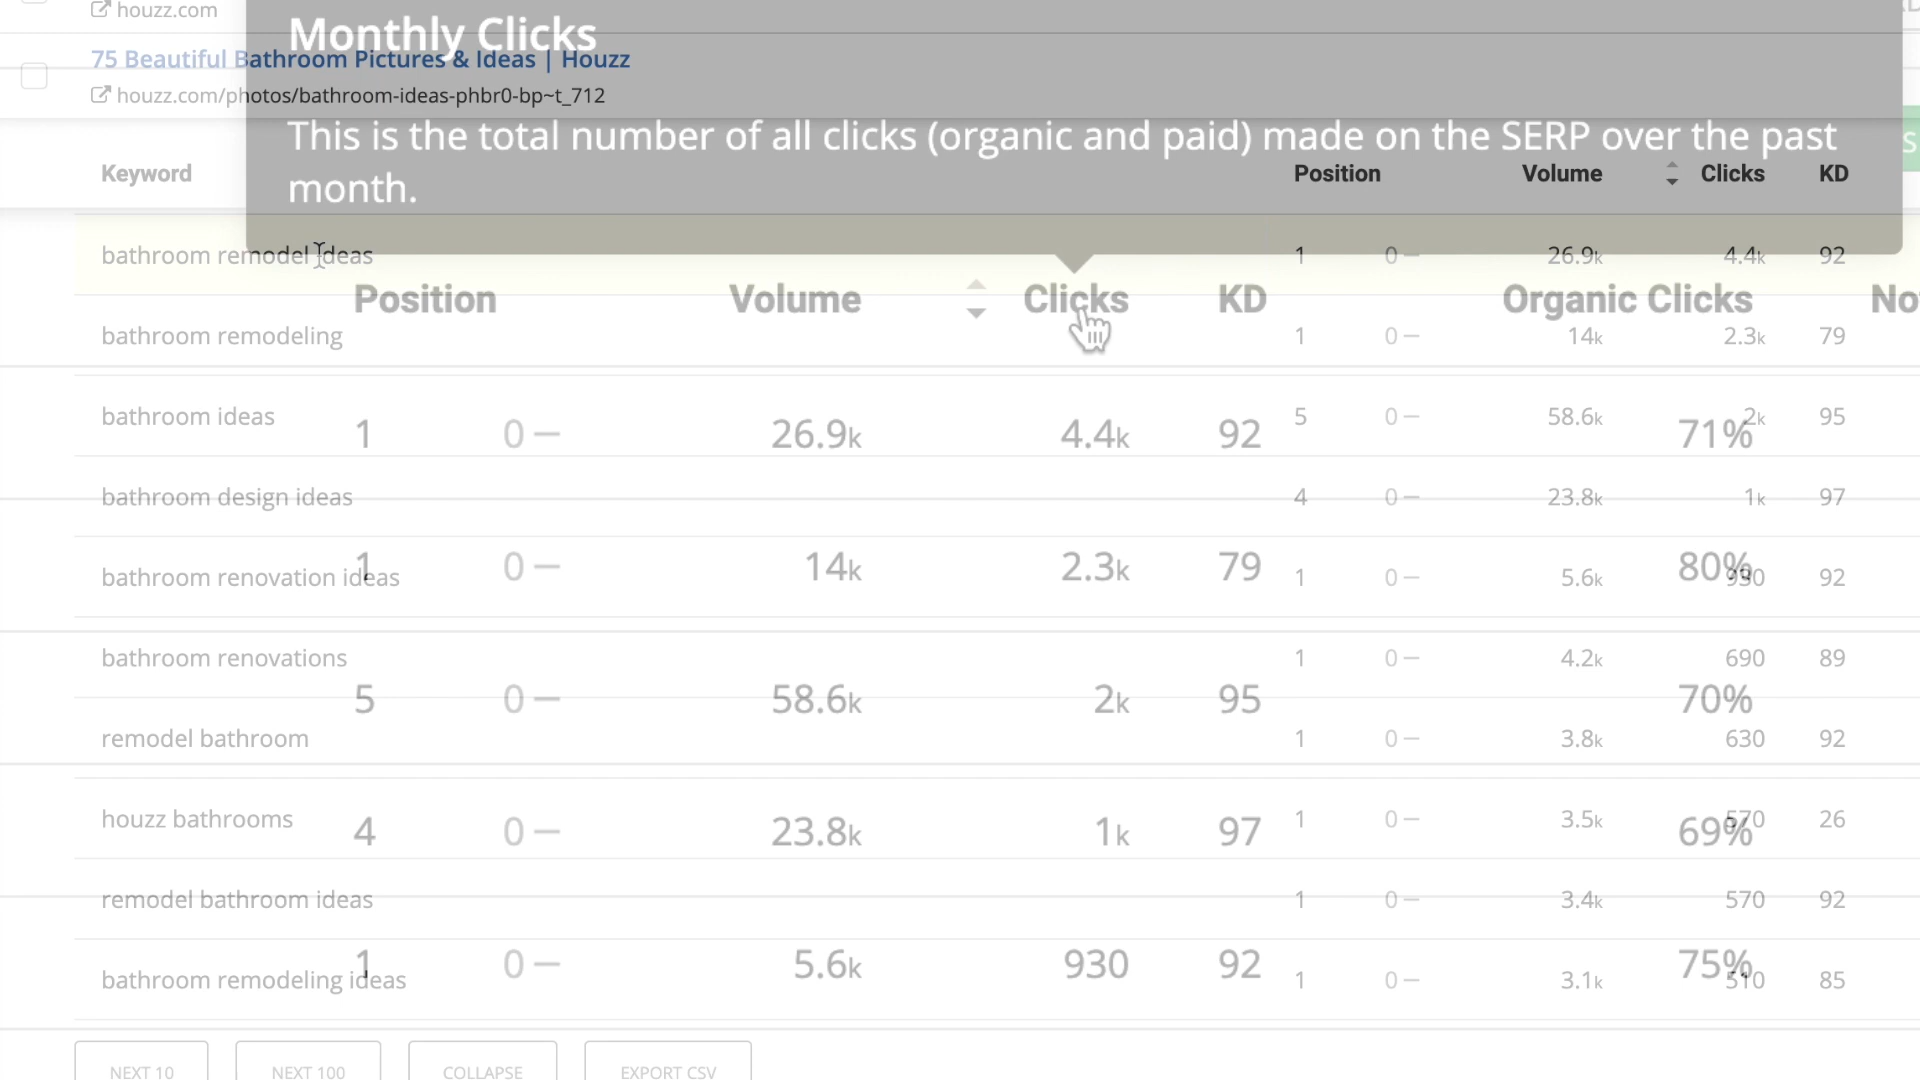 houzz.com
75 Beautiful Bathroom Pictures & Ideas | Houzz
houzz.com/photos/bathroom-ideas-phbr0-bp~t_712
Monthly Clicks
This is the total number of all clicks (organic and paid) made on the SERP over the past
month.
Keyword Position Volume Clicks KD
bathroom remodel ideas 1 0 — 26.9k 4.4k 92
bathroom remodeling 1 0 — 14k 2.3k 79
bathroom ideas 5 0 — 58.6k 2k 95
bathroom design ideas 4 0 — 23.8k 1k 97
bathroom renovation ideas 1 0 — 5.6k 930 92
bathroom renovations 1 0 — 4.2k 690 89
remodel bathroom 1 0 — 3.8k 630 92
houzz bathrooms 1 0 — 3.5k 570 26
remodel bathroom ideas 1 0 — 3.4k 570 92
bathroom remodeling ideas 1 0 — 3.1k 510 85
Position Volume Clicks KD Organic Clicks
1 0 — 26.9k 4.4k 92 71%
1 0 — 14k 2.3k 79 80%
5 0 — 58.6k 2k 95 70%
4 0 — 23.8k 1k 97 69%
1 0 — 5.6k 930 92 75%
NEXT 10 NEXT 100 COLLAPSE EXPORT CSV